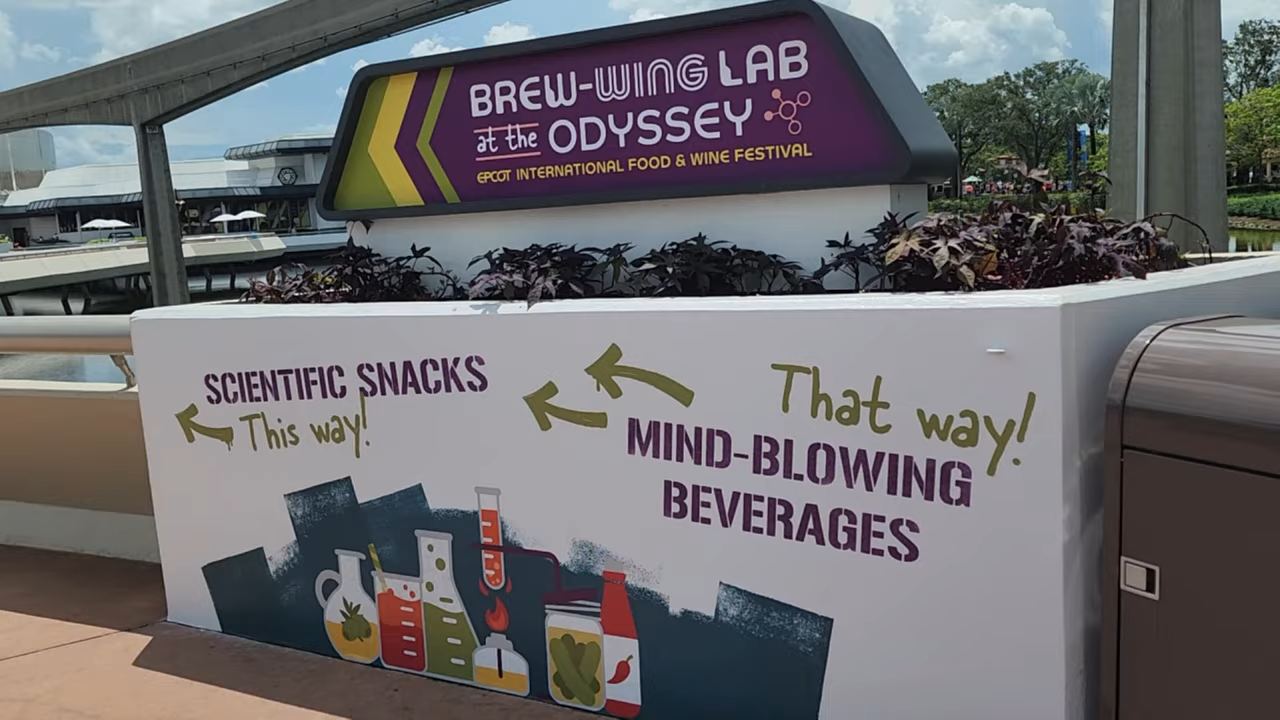 BREW-WING LAB
at the ODYSSEY
EPCOT INTERNATIONAL FOOD & WINE FESTIVAL
SCIENTIFIC SNACKS
This way!
That way!
MIND-BLOWING
BEVERAGES